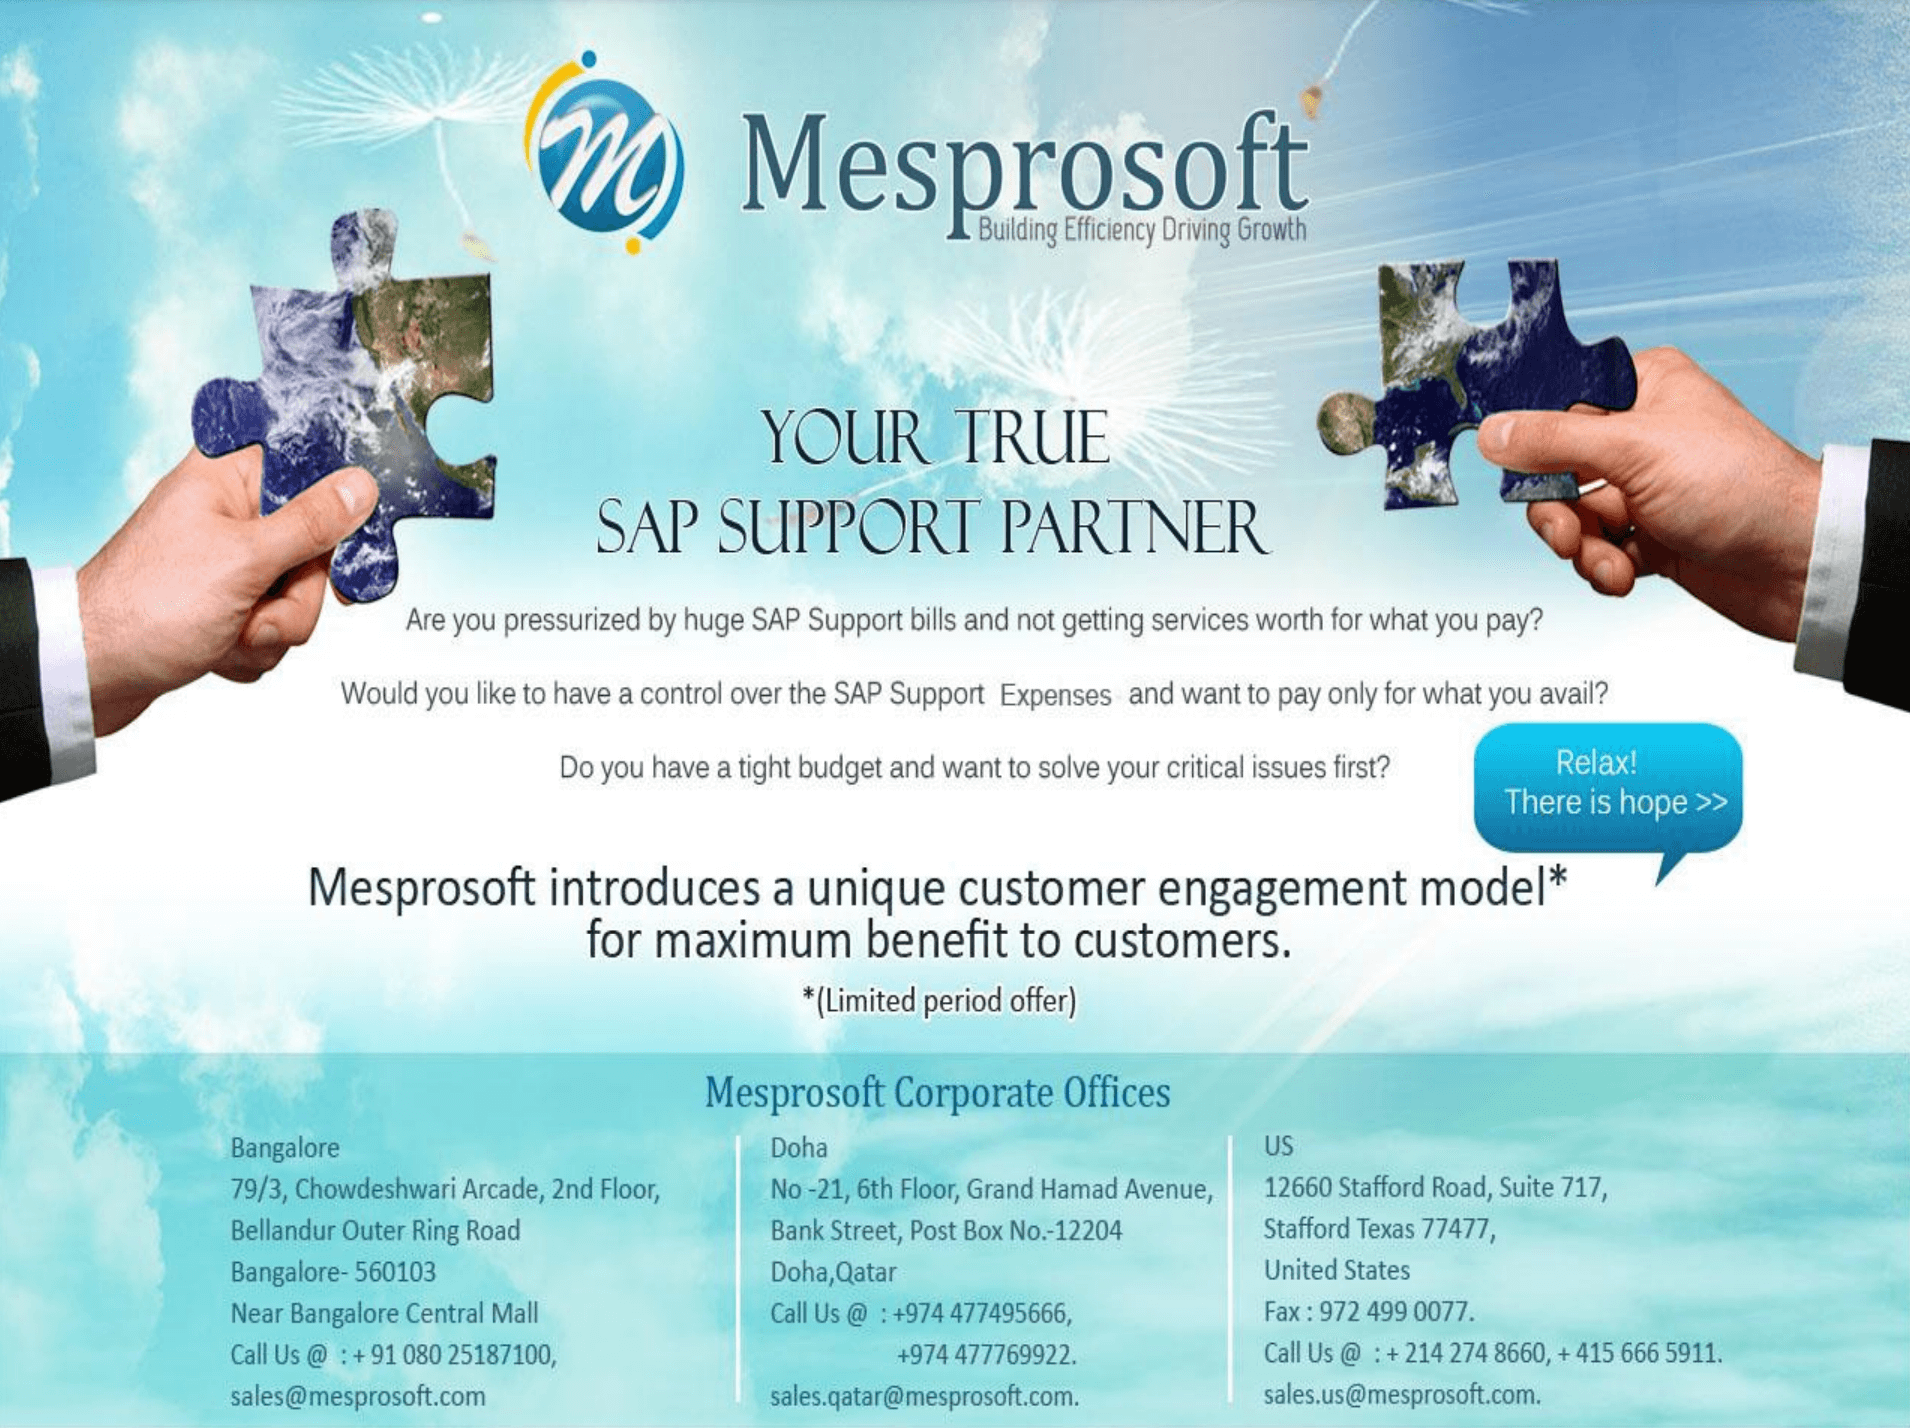 M
Mesprosoft
Building Efficiency Driving Growth
YOUR TRUE
SAP SUPPORT PARTNER
Are you pressurized by huge SAP Support bills and not getting services worth for what you pay?
Would you like to have a control over the SAP Support Expenses and want to pay only for what you avail?
Do you have a tight budget and want to solve your critical issues first?
Relax!
There is hope >>
Mesprosoft introduces a unique customer engagement model*
for maximum benefit to customers.
*(Limited period offer)
Mesprosoft Corporate Offices
Bangalore
79/3, Chowdeshwari Arcade, 2nd Floor,
Bellandur Outer Ring Road
Bangalore- 560103
Near Bangalore Central Mall
Call Us @ : + 91 080 25187100,
sales@mesprosoft.com
Doha
No -21, 6th Floor, Grand Hamad Avenue,
Bank Street, Post Box No.-12204
Doha,Qatar
Call Us @ : +974 477495666,
+974 477769922.
sales.qatar@mesprosoft.com.
US
12660 Stafford Road, Suite 717,
Stafford Texas 77477,
United States
Fax : 972 499 0077.
Call Us @ : + 214 274 8660, + 415 666 5911.
sales.us@mesprosoft.com.